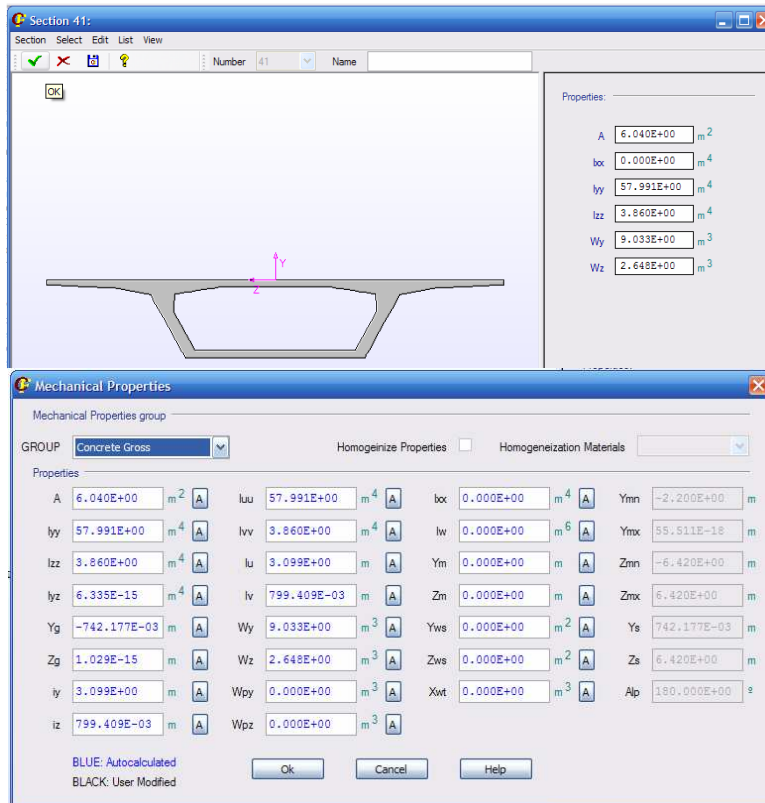 Section 41:
Section Select Edit List View
Number 41 Name
OK
Y
Z
Properties:
A 6.040E+00 m2
Ixx 0.000E+00 m4
Iyy 57.991E+00 m4
Izz 3.860E+00 m4
Wy 9.033E+00 m3
Wz 2.648E+00 m3
Mechanical Properties
Mechanical Properties group
GROUP Concrete Gross Homogeinize Properties Homogeneization Materials
Properties
A 6.040E+00 m2 A Iuu 57.991E+00 m4 A Ixx 0.000E+00 m4 A Ymn -2.200E+00 m
Iyy 57.991E+00 m4 A Ivv 3.860E+00 m4 A Iw 0.000E+00 m6 A Ymx 55.511E-18 m
Izz 3.860E+00 m4 A Iu 3.099E+00 m A Ym 0.000E+00 m A Zmn -6.420E+00 m
Iyz 6.335E-15 m4 A Iv 799.409E-03 m A Zm 0.000E+00 m A Zmx 6.420E+00 m
Yg -742.177E-03 m A Wy 9.033E+00 m3 A Yws 0.000E+00 m2 A Ys 742.177E-03 m
Zg 1.029E-15 m A Wz 2.648E+00 m3 A Zws 0.000E+00 m2 A Zs 6.420E+00 m
iy 3.099E+00 m A Wpy 0.000E+00 m3 A Xwt 0.000E+00 m3 A Alp 180.000E+00 º
iz 799.409E-03 m A Wpz 0.000E+00 m3 A
BLUE: Autocalculated
BLACK: User Modified
Ok Cancel Help